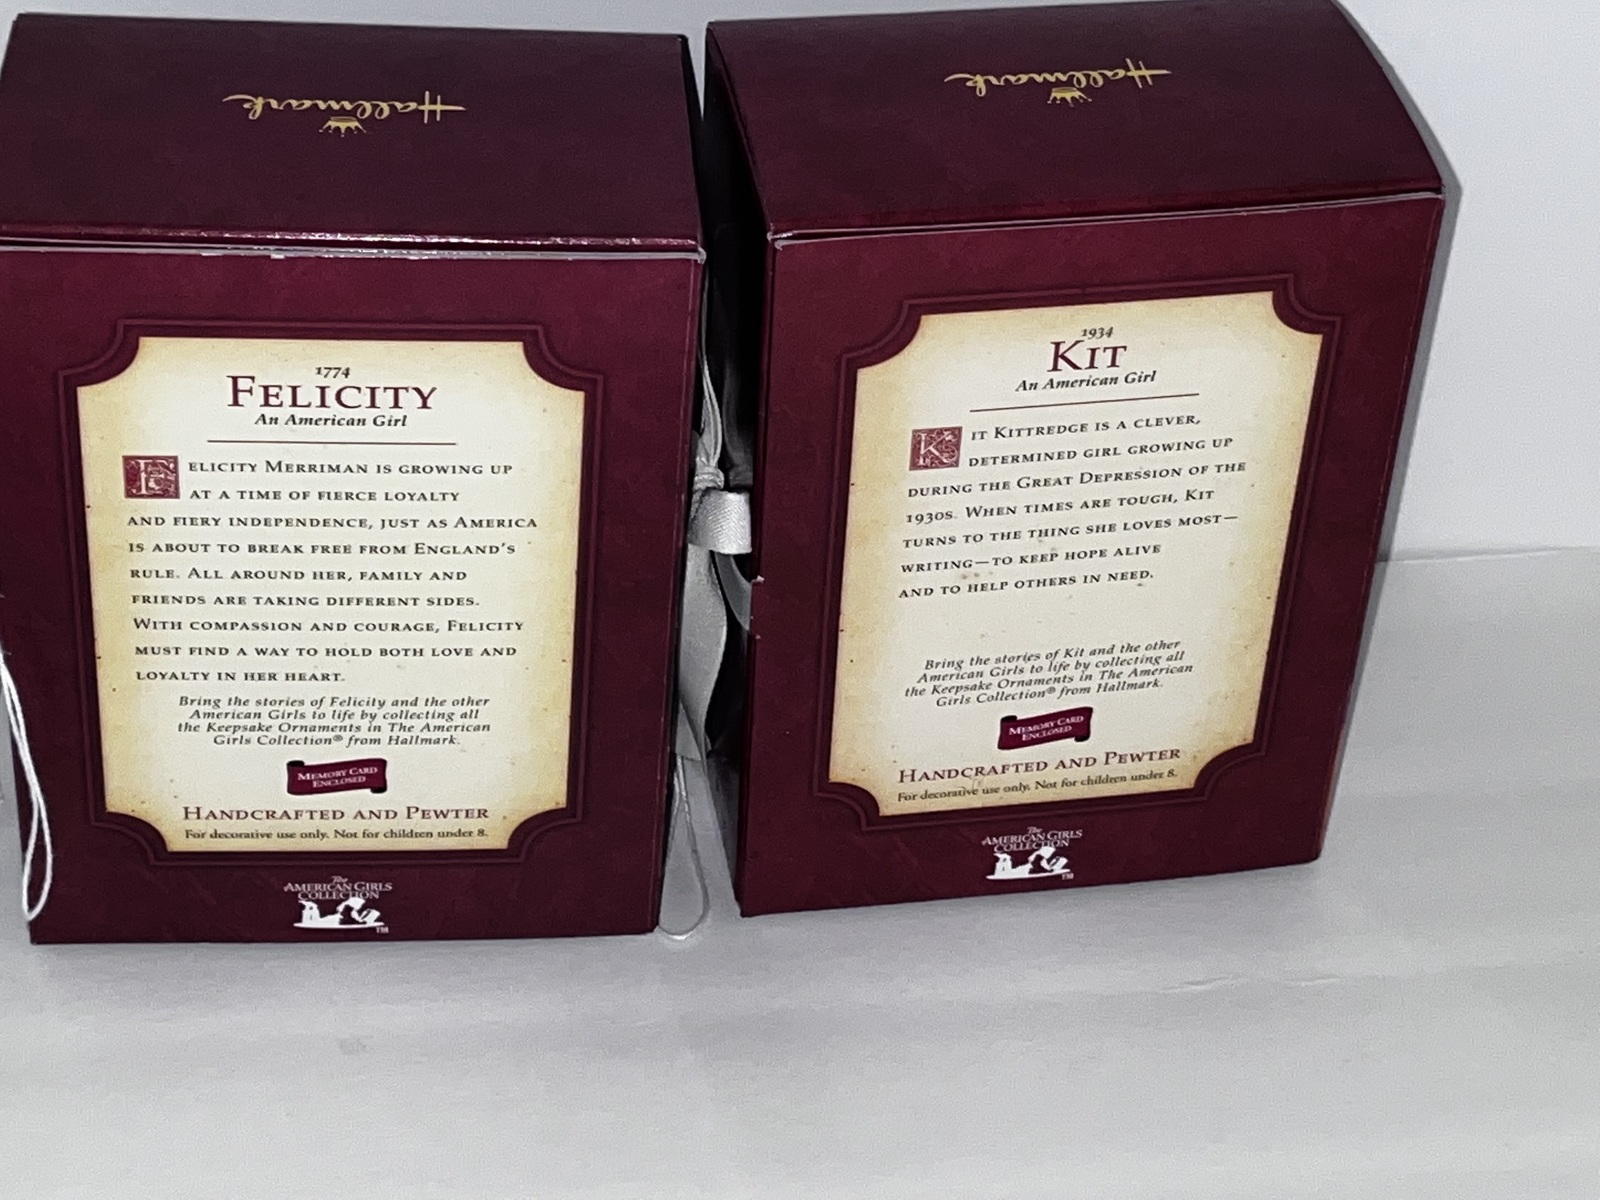 Hallmark
1774
FELICITY
An American Girl
FELICITY MERRIMAN IS GROWING UP
AT A TIME OF FIERCE LOYALTY
AND FIERY INDEPENDENCE, JUST AS AMERICA
IS ABOUT TO BREAK FREE FROM ENGLAND'S
RULE. ALL AROUND HER, FAMILY AND
FRIENDS ARE TAKING DIFFERENT SIDES.
WITH COMPASSION AND COURAGE, FELICITY
MUST FIND A WAY TO HOLD BOTH LOVE AND
LOYALTY IN HER HEART.
Bring the stories of Felicity and the other
American Girls to life by collecting all
the Keepsake Ornaments in The American
Girls Collection® from Hallmark.
MEMORY CARD
ENCLOSED
HANDCRAFTED AND PEWTER
For decorative use only. Not for children under 8.
The
AMERICAN GIRLS
COLLECTION
TM
Hallmark
1934
KIT
An American Girl
KIT KITTREDGE IS A CLEVER,
DETERMINED GIRL GROWING UP
DURING THE GREAT DEPRESSION OF THE
1930S. WHEN TIMES ARE TOUGH, KIT
TURNS TO THE THING SHE LOVES MOST—
WRITING—TO KEEP HOPE ALIVE
AND TO HELP OTHERS IN NEED.
Bring the stories of Kit and the other
American Girls to life by collecting all
the Keepsake Ornaments in The American
Girls Collection® from Hallmark.
MEMORY CARD
ENCLOSED
HANDCRAFTED AND PEWTER
For decorative use only. Not for children under 8.
The
AMERICAN GIRLS
COLLECTION
TM